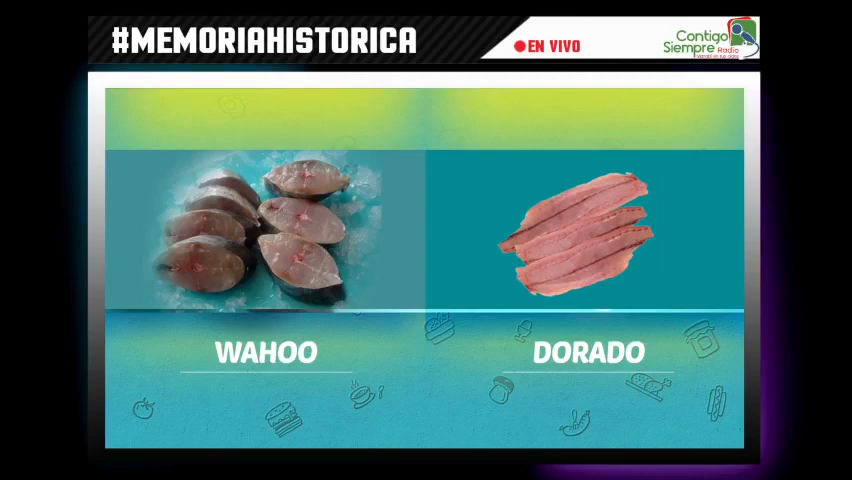 #MEMORIAHISTORICA
EN VIVO
Contigo
Siempre Radio
WAHOO
DORADO